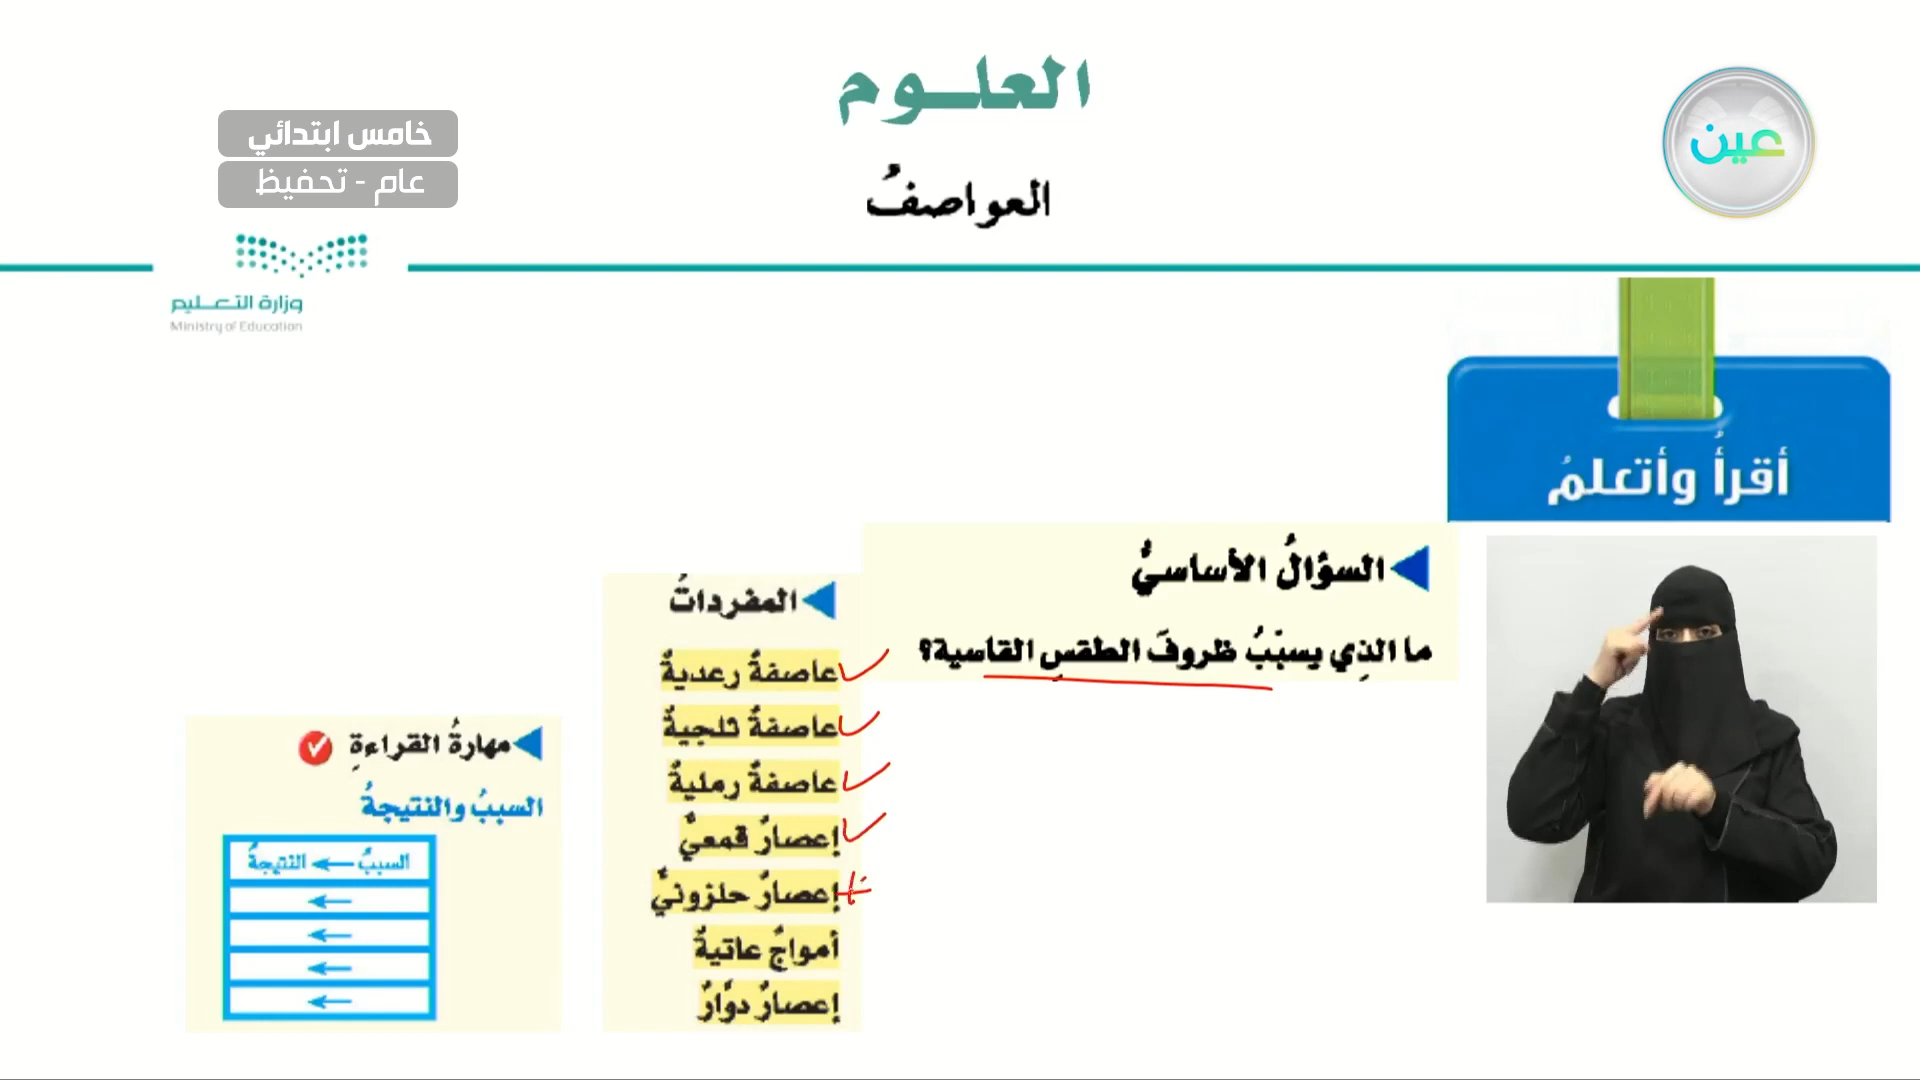 العلوم
العواصفُ
عين
خامس ابتدائي
عام - تحفيظ
وزارة التعليم
Ministry of Education
أقرأُ وأتعلمُ
السؤالُ الأساسيُّ
ما الذِي يسبّبُ ظروفَ الطقسِ القاسية؟
المفرداتُ
عاصفةٌ رعديةٌ
عاصفةٌ ثلجيةٌ
عاصفةٌ رمليةٌ
إعصارٌ قمعيٌّ
إعصارٌ حلزونيٌّ
أمواجٌ عاتيةٌ
إعصارٌ دوّارٌ
مهارةُ القراءةِ
السببُ والنتيجةُ
السببُ ← النتيجةُ
←
←
←
←